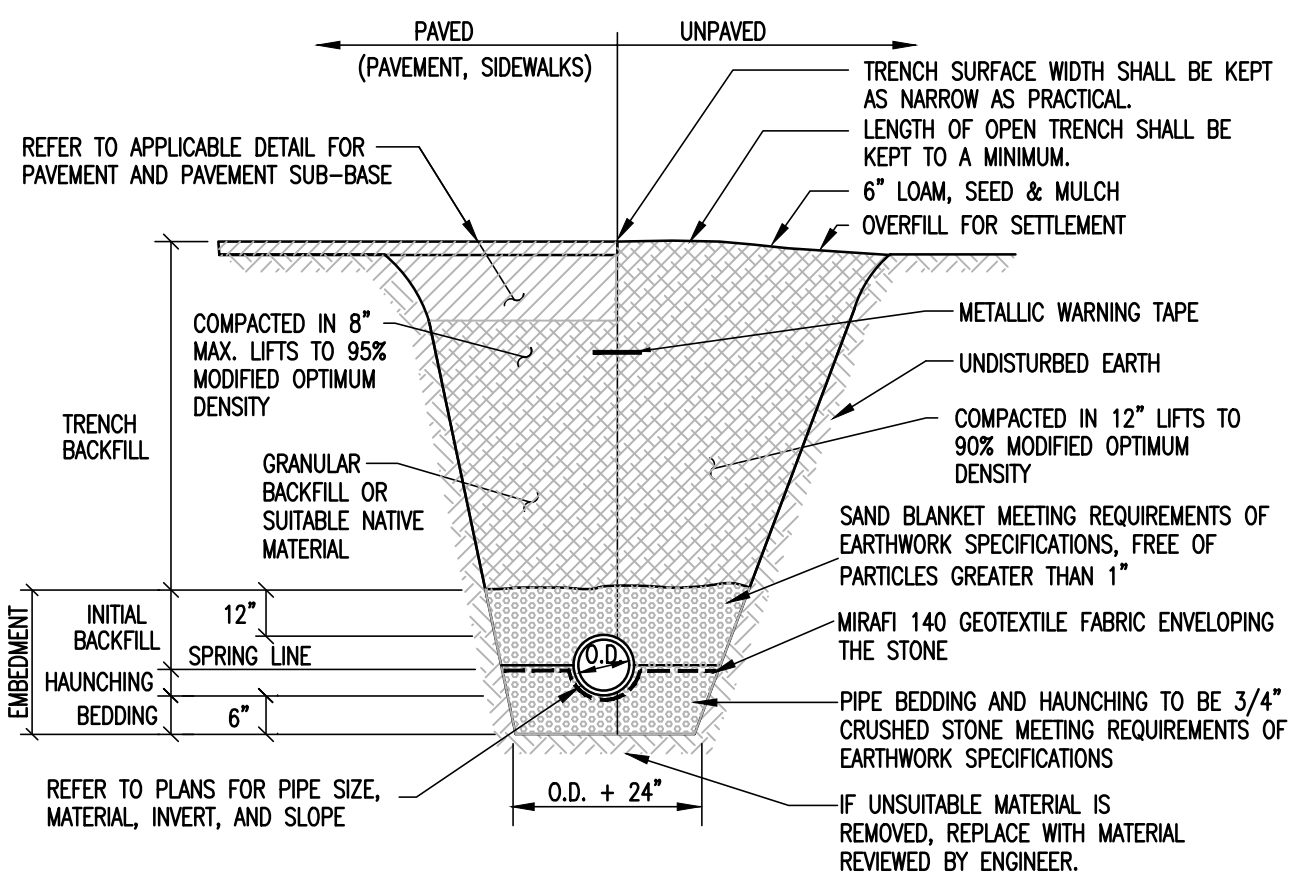 PAVED
UNPAVED
(PAVEMENT, SIDEWALKS)
TRENCH SURFACE WIDTH SHALL BE KEPT
AS NARROW AS PRACTICAL.
LENGTH OF OPEN TRENCH SHALL BE
KEPT TO A MINIMUM.
6" LOAM, SEED & MULCH
OVERFILL FOR SETTLEMENT
REFER TO APPLICABLE DETAIL FOR
PAVEMENT AND PAVEMENT SUB-BASE
COMPACTED IN 8"
MAX. LIFTS TO 95%
MODIFIED OPTIMUM
DENSITY
METALLIC WARNING TAPE
UNDISTURBED EARTH
COMPACTED IN 12" LIFTS TO
90% MODIFIED OPTIMUM
DENSITY
TRENCH
BACKFILL
GRANULAR
BACKFILL OR
SUITABLE NATIVE
MATERIAL
SAND BLANKET MEETING REQUIREMENTS OF
EARTHWORK SPECIFICATIONS, FREE OF
PARTICLES GREATER THAN 1"
EMBEDMENT
INITIAL
BACKFILL
12"
SPRING LINE
HAUNCHING
BEDDING
6"
O.D.
MIRAFI 140 GEOTEXTILE FABRIC ENVELOPING
THE STONE
PIPE BEDDING AND HAUNCHING TO BE 3/4"
CRUSHED STONE MEETING REQUIREMENTS OF
EARTHWORK SPECIFICATIONS
REFER TO PLANS FOR PIPE SIZE,
MATERIAL, INVERT, AND SLOPE
O.D. + 24"
IF UNSUITABLE MATERIAL IS
REMOVED, REPLACE WITH MATERIAL
REVIEWED BY ENGINEER.